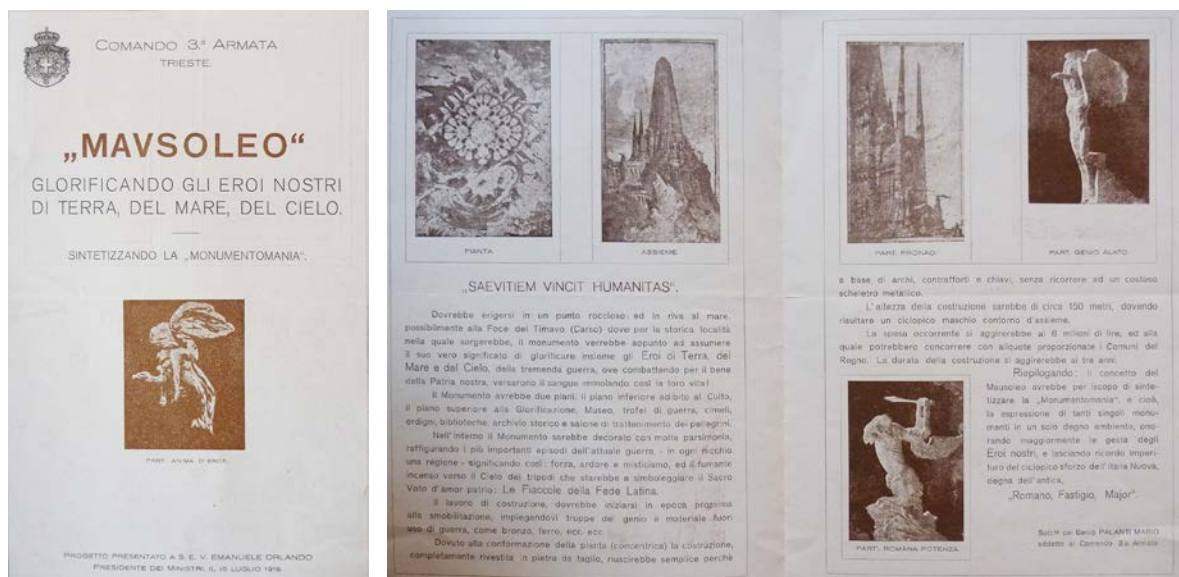 COMANDO 3.ª ARMATA
TRIESTE.
„MAVSOLEO“
GLORIFICANDO GLI EROI NOSTRI
DI TERRA, DEL MARE, DEL CIELO.
SINTETIZZANDO LA „MONUMENTOMANIA“.
PART. ANIMA D'EROE.
PROGETTO PRESENTATO A S. E. V. EMANUELE ORLANDO
PRESIDENTE DEI MINISTRI, IL 15 LUGLIO
PIANTA
ASSIEME
„SAEVITIEM VINCIT HUMANITAS“.
Dovrebbe erigersi in un punto roccioso ed in riva al mare,
possibilmente alla Foce del Timavo, (Carso) dove per la storica località
nella quale sorgerebbe, il monumento verrebbe appunto ad assumere
il suo vero significato di glorificare insieme gli Eroi di Terra, del
Mare e del Cielo, della tremenda guerra, ove combattendo per il bene
della Patria nostra, versarono il sangue immolando così la loro vita!
Il Monumento avrebbe due piani, il piano inferiore adibito al Culto,
il piano superiore alla Glorificazione, Museo, trofei di guerra, cimeli,
ordigni, biblioteche, archivio storico e salone di trattenimento dei pellegrini.
Nell'interno il Monumento sarebbe decorato con molta parsimonia,
raffigurando i più importanti episodi dell'attuale guerra - in ogni nicchio
una regione - significando così: forza, ardore e misticismo, ed il fumante
incenso verso il Cielo dei tripodi che starebbe a simboleggiare il Sacro
Voto d'amor patrio: Le Fiaccole della Fede Latina.
Il lavoro di costruzione, dovrebbe iniziarsi in epoca prossima
alla smobilitazione, impiegandovi truppe del genio e materiale fuori
uso di guerra, come bronzo, ferro, ecc. ecc.
Dovuto alla conformazione della pianta (concentrica) la costruzione,
completamente rivestita in pietra da taglio, riuscirebbe semplice perchè
PART. PRONAO.
PART. GENIO ALATO.
a base di archi, contrafforti e chiavi, senza ricorrere ad un costoso
scheletro metallico.
L'altezza della costruzione sarebbe di circa 150 metri, dovendo
risultare un ciclopico maschio contorno d'assieme.
La spesa occorrente si aggirerebbe ai 6 milioni di lire, ed alla
quale potrebbero concorrere con aliquote proporzionate i Comuni del
Regno. La durata della costruzione si aggirerebbe ai tre anni.
Riepilogando: il concetto del
Mausoleo avrebbe per iscopo di sinte-
tizzare la „Monumentomania“, e cioè,
la espressione di tanti singoli monu-
menti in un solo degno ambiente, ono-
rando maggiormente le gesta degli
Eroi nostri, e lasciando ricordo imperi-
turo del ciclopico sforzo dell'Italia Nuova,
degna dell'antica,
„Romano, Fastigio, Major“.
PART. ROMANA POTENZA.
del Genio PALANTI MARIO
addetto al Comando 3.a Armata